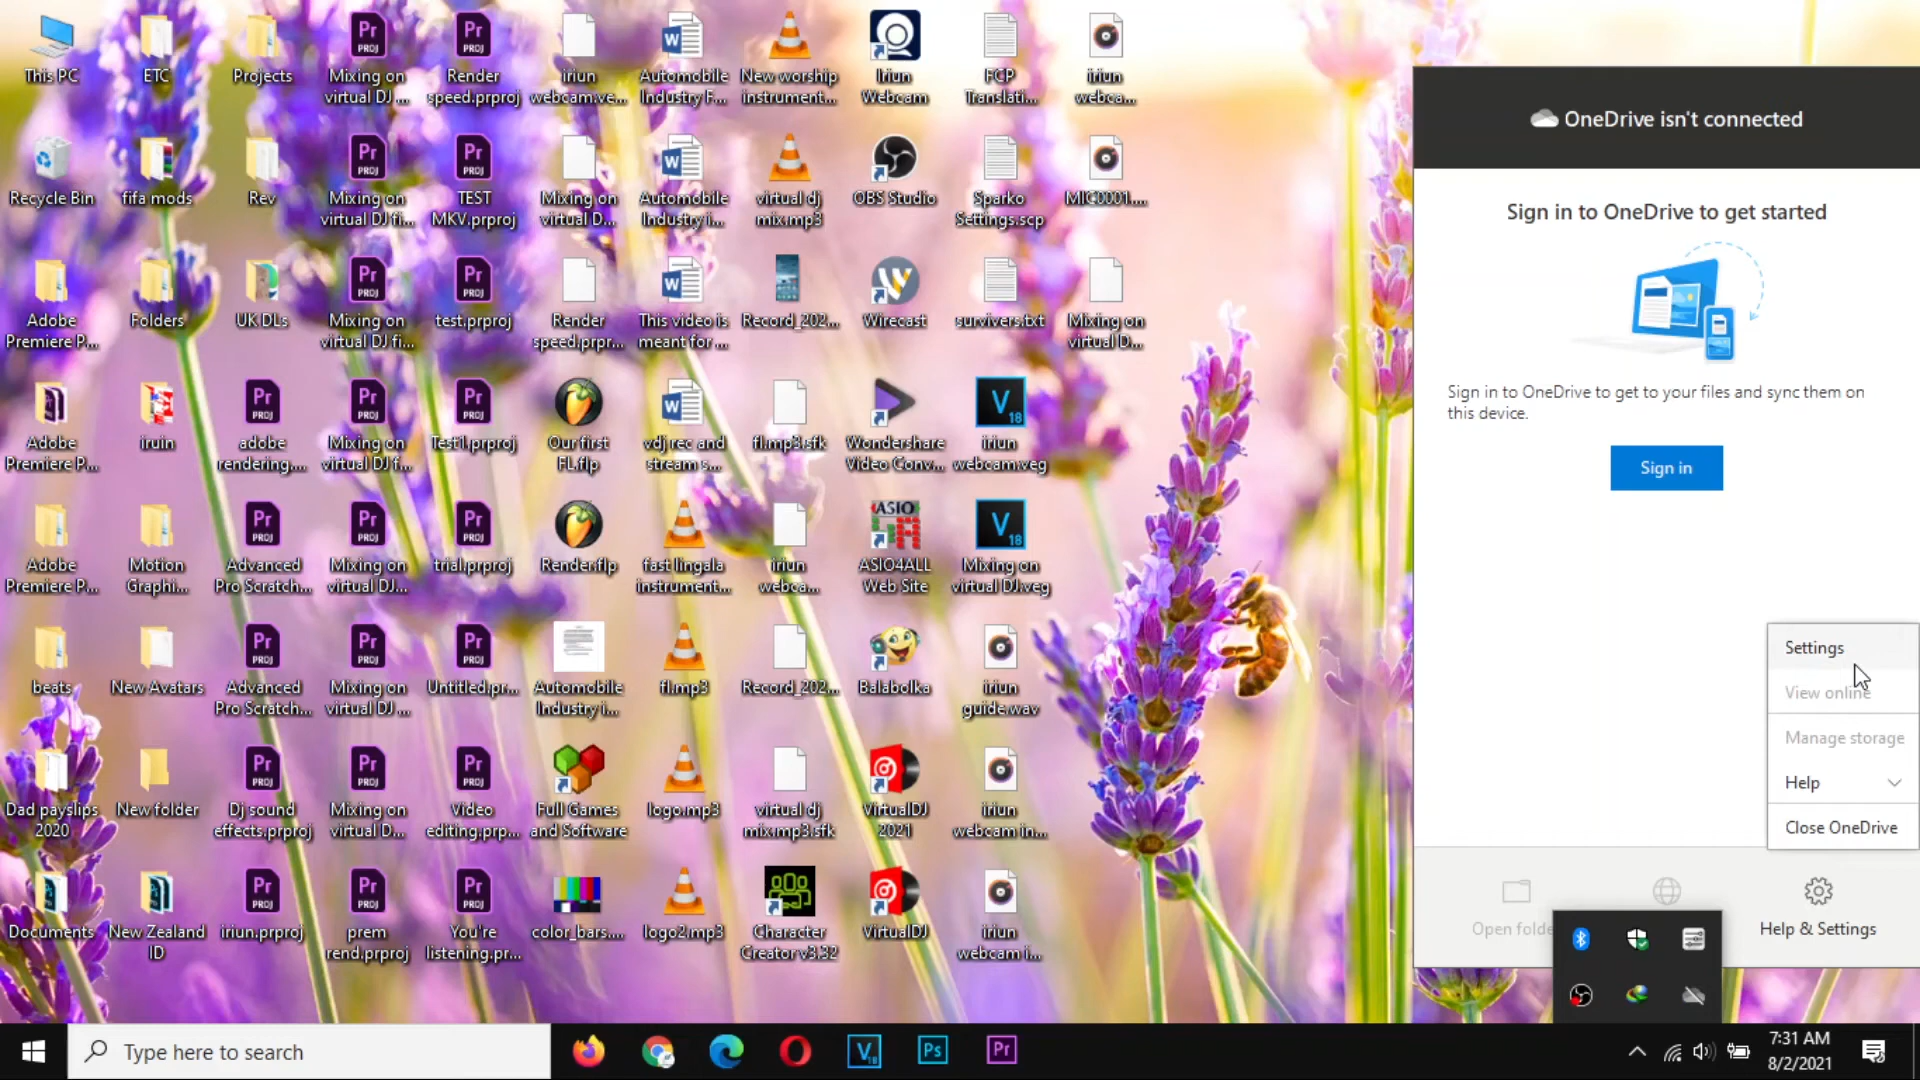 This PC
ETC
Projects
Mixing on
virtual DJ ...
Render
speed.prproj
iriun
webcam.ve...
Automobile
Industry F...
New worship
instrument...
Iriun
Webcam
FCP
Translati...
iriun
webca...
Recycle Bin
fifa mods
Rev
Mixing on
virtual DJ fi...
TEST
MKV.prproj
Mixing on
virtual D...
Automobile
Industry i...
virtual dj
mix.mp3
OBS Studio
Sparko
Settings.scp
MIC0001....
Adobe
Premiere P...
Folders
UK DLs
Mixing on
virtual DJ fi...
test.prproj
Render
speed.prpr...
This video is
meant for ...
Record_202...
Wirecast
survivers.txt
Mixing on
virtual D...
Adobe
Premiere P...
iruin
adobe
rendering....
Mixing on
virtual DJ f...
Test1.prproj
Our first
FL.flp
vdj rec and
stream s...
fl.mp3.sfk
Wondershare
Video Conv...
iriun
webcam.veg
Adobe
Premiere P...
Motion
Graphi...
Advanced
Pro Scratch...
Mixing on
virtual DJ...
trial.prproj
Render.flp
fast lingala
instrument...
iriun
webca...
ASIO4ALL
Web Site
Mixing on
virtual DJ.veg
beats
New Avatars
Advanced
Pro Scratch...
Mixing on
virtual DJ ...
Untitled.pr...
Automobile
Industry i...
fl.mp3
Record_202...
Balabolka
iriun
guide.wav
Dad payslips
2020
New folder
Dj sound
effects.prproj
Mixing on
virtual D...
Video
editing.prp...
Full Games
and Software
logo.mp3
virtual dj
mix.mp3.sfk
VirtualDJ
2021
iriun
webcam in...
Documents
New Zealand
ID
iriun.prproj
prem
rend.prproj
You're
listening.pr...
color_bars....
logo2.mp3
Character
Creator v3.32
VirtualDJ
iriun
webcam i...
OneDrive isn't connected
Sign in to OneDrive to get started
Sign in to OneDrive to get to your files and sync them on
this device.
Sign in
Settings
View online
Manage storage
Help
Close OneDrive
Open folde
Help & Settings
Type here to search
7:31 AM
8/2/2021